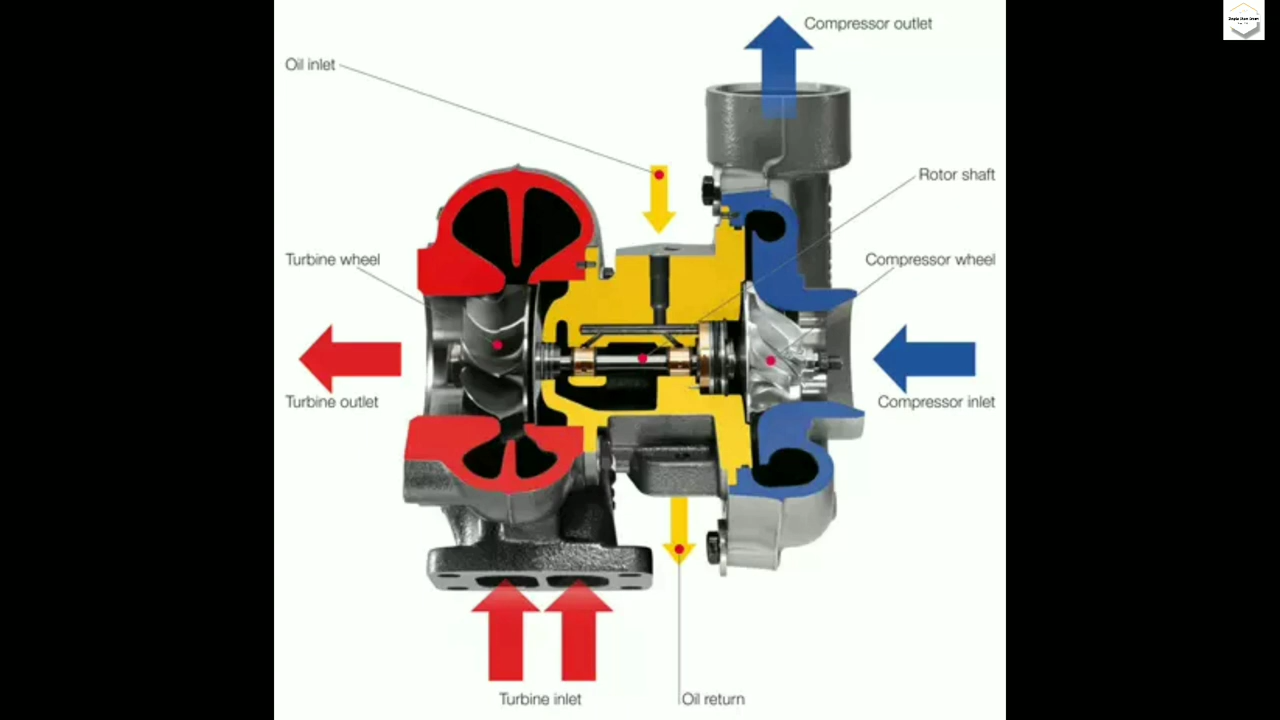 Compressor outlet
Oil inlet
Rotor shaft
Turbine wheel
Compressor wheel
Turbine outlet
Compressor inlet
Turbine inlet
Oil return